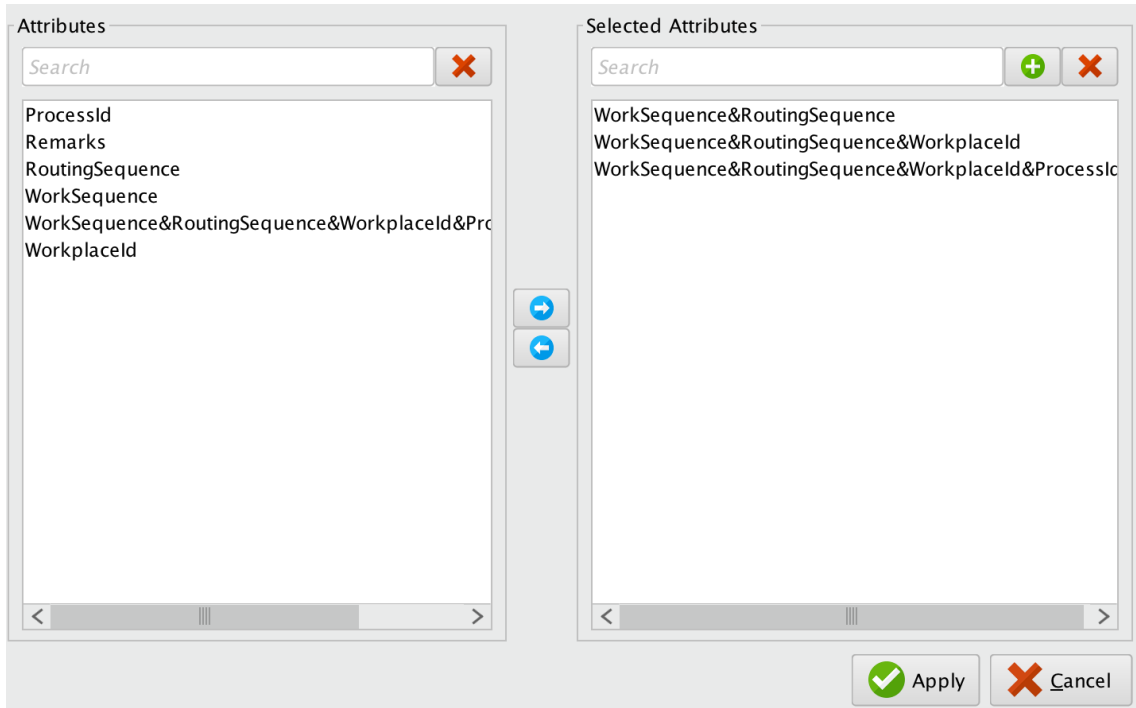 Attributes
Search
ProcessId
Remarks
RoutingSequence
WorkSequence
WorkSequence&RoutingSequence&WorkplaceId&Pro
WorkplaceId
Selected Attributes
Search
WorkSequence&RoutingSequence
WorkSequence&RoutingSequence&WorkplaceId
WorkSequence&RoutingSequence&WorkplaceId&ProcessId
Apply
Cancel